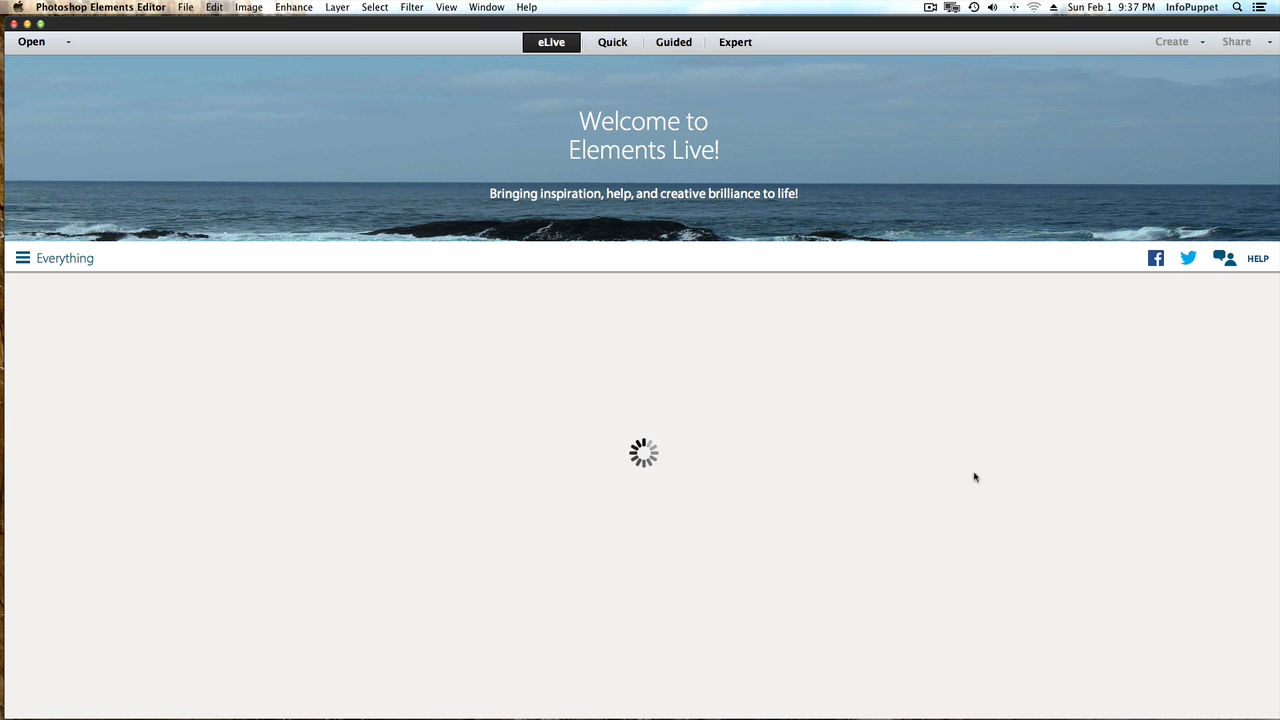 Photoshop Elements Editor File Edit Image Enhance Layer Select Filter View Window Help Sun Feb 1 9:37 PM InfoPuppet
Open eLive Quick Guided Expert Create Share
Welcome to
Elements Live!
Bringing inspiration, help, and creative brilliance to life!
Everything HELP